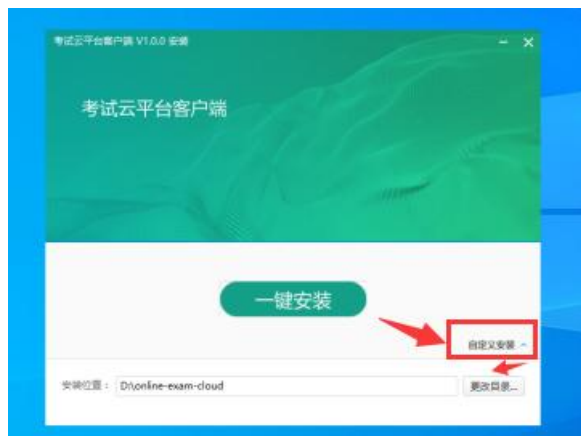 考试云平台客户端 V1.0.0 安装
考试云平台客户端
一键安装
自定义安装
安装位置： D:\online-exam-cloud
更改目录...